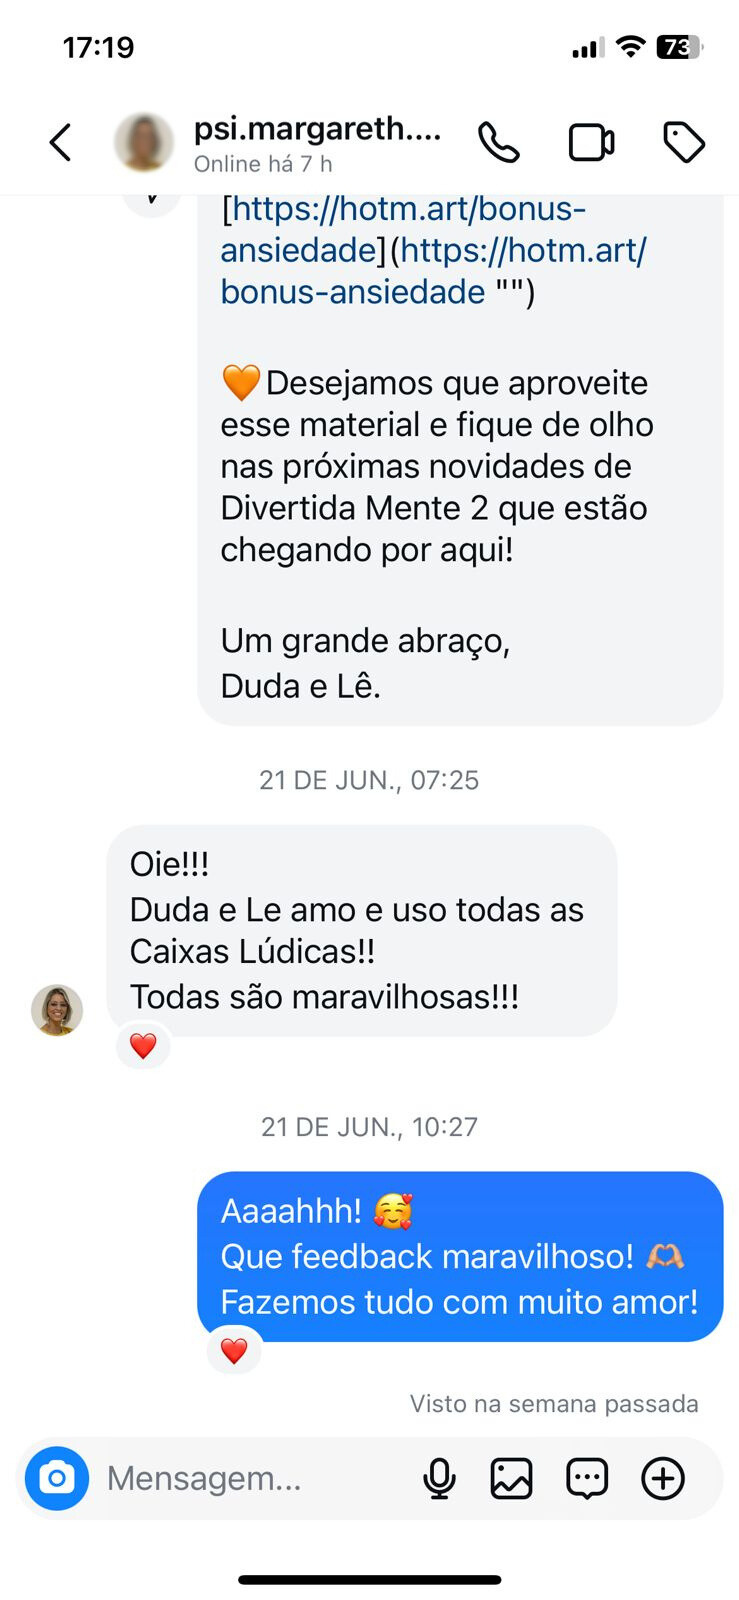 17:19
73
psi.margareth....
Online há 7 h
[https://hotm.art/bonus-
ansiedade](https://hotm.art/
bonus-ansiedade "")
🧡Desejamos que aproveite
esse material e fique de olho
nas próximas novidades de
Divertida Mente 2 que estão
chegando por aqui!
Um grande abraço,
Duda e Lê.
21 DE JUN., 07:25
Oie!!!
Duda e Le amo e uso todas as
Caixas Lúdicas!!
Todas são maravilhosas!!!
❤️
21 DE JUN., 10:27
Aaaahhh! 🥰
Que feedback maravilhoso! 🫶🏼
Fazemos tudo com muito amor!
❤️
Visto na semana passada
Mensagem...